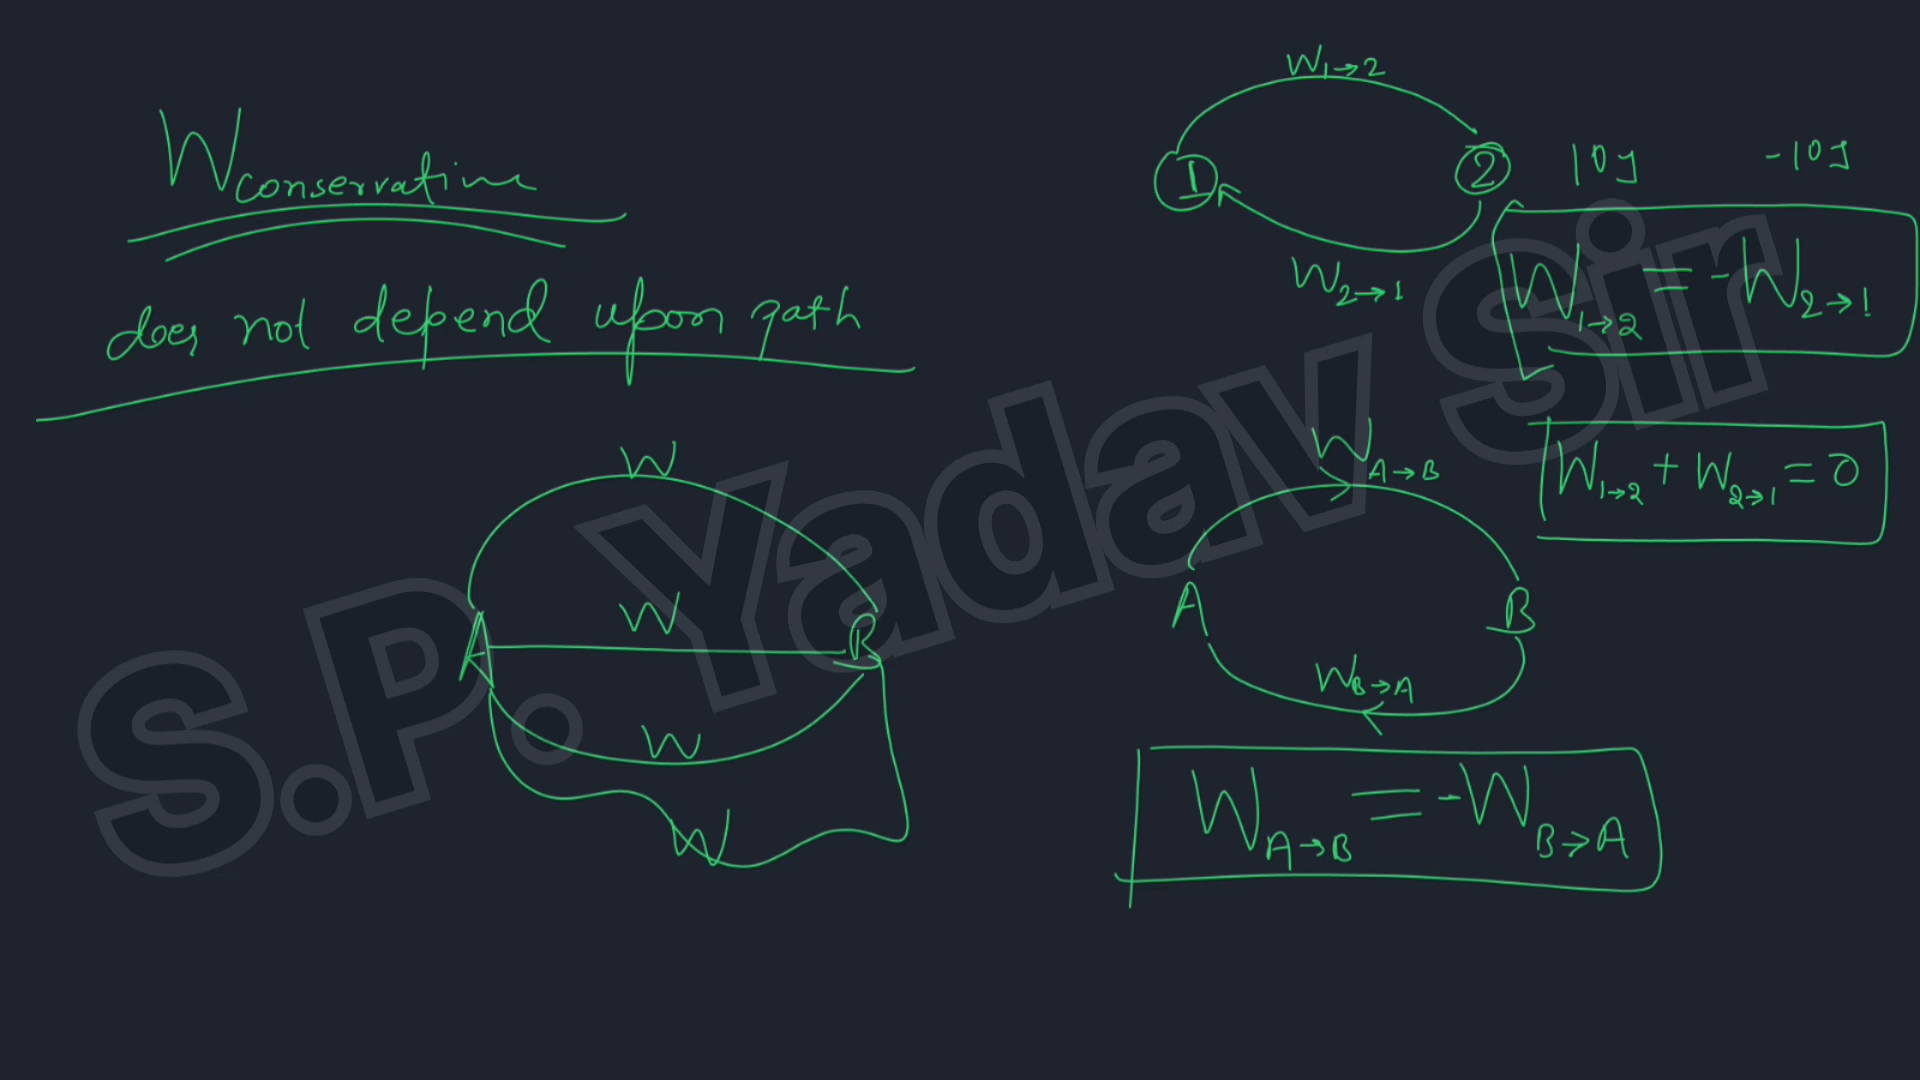 W conservative
does not depend upon path
W
W
W
W
A
B
W1→2
1
2
W2→1
10J
-10J
W1→2 = -W2→1
W1→2 + W2→1 = 0
WA→B
A
B
WB→A
WA→B = -WB→A
S.P. Yadav Sir